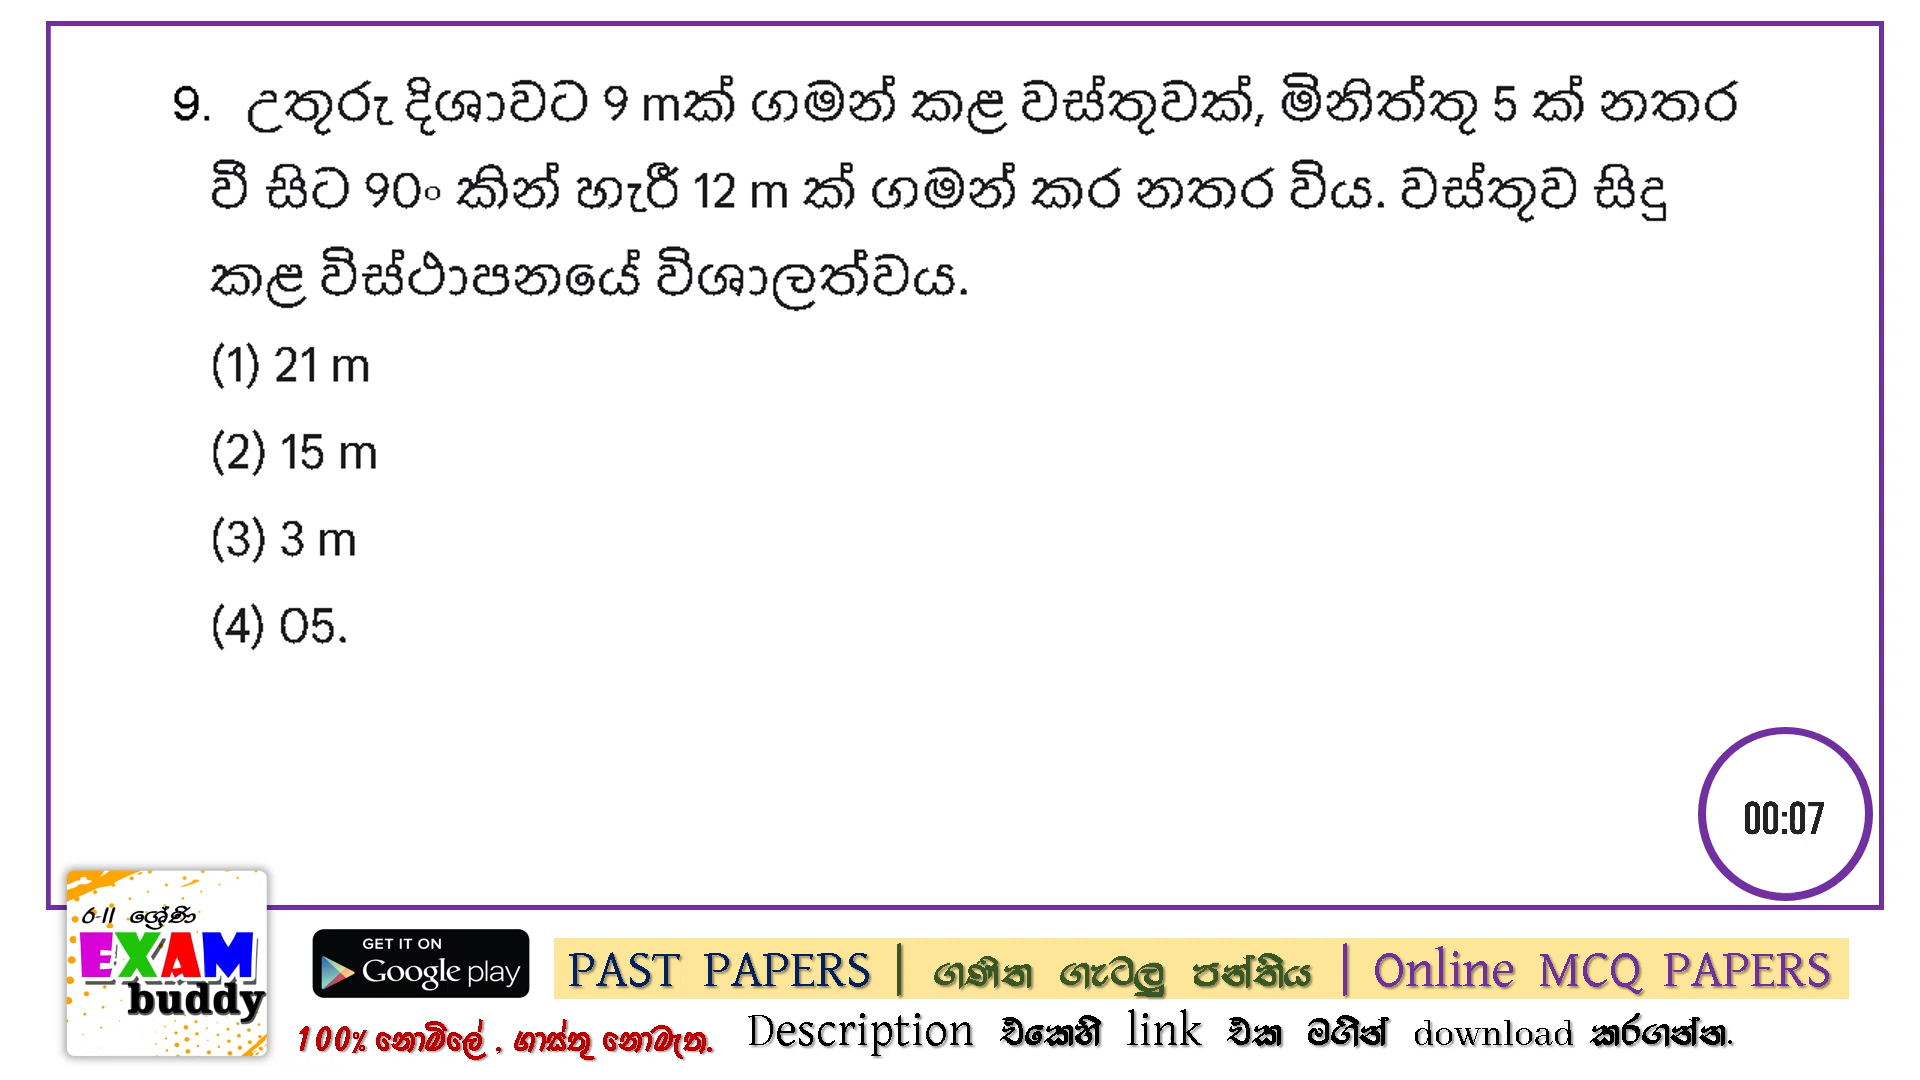 9. උතුරු දිශාවට 9 mක් ගමන් කළ වස්තුවක්, මිනිත්තු 5 ක් නතර
වී සිට 90° කින් හැරී 12 m ක් ගමන් කර නතර විය. වස්තුව සිදු
කළ විස්ථාපනයේ විශාලත්වය.
(1) 21 m
(2) 15 m
(3) 3 m
(4) 05.
00:07
6-11 ශ්‍රේණි
EXAM
buddy
GET IT ON
Google play
PAST PAPERS | ගණිත ගැටලු පන්තිය | Online MCQ PAPERS
100% නොමිලේ , ගාස්තු නොමැත.
Description එකෙහි link එක මගින් download කරගන්න.